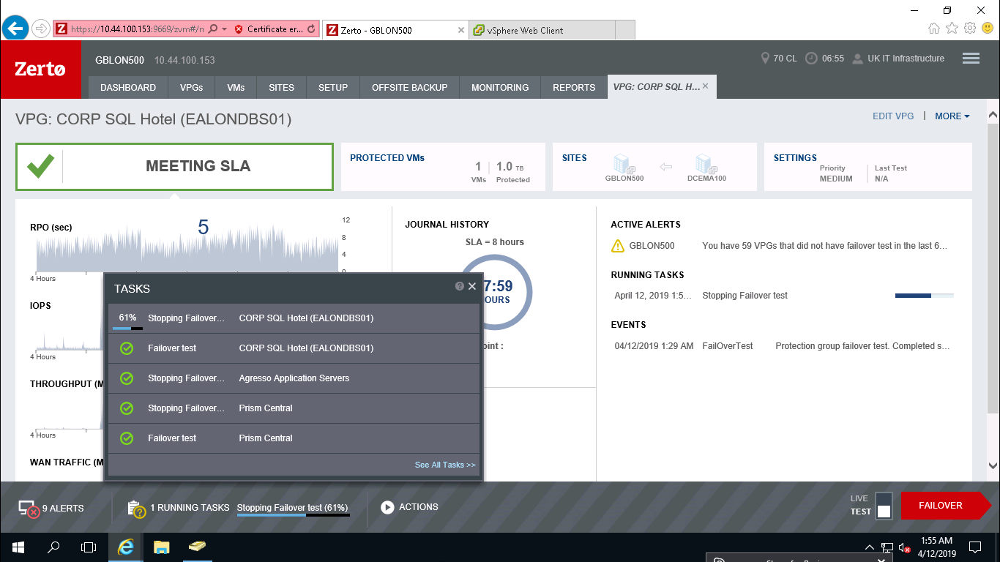 https://10.44.100.153:9669/zvm#/n
Certificate er...
Zerto - GBLON500
vSphere Web Client
Zerto
GBLON500 10.44.100.153
70 CL 06:55 UK IT Infrastructure
DASHBOARD VPGs VMs SITES SETUP OFFSITE BACKUP MONITORING REPORTS VPG: CORP SQL H...
VPG: CORP SQL Hotel (EALONDBS01)
EDIT VPG | MORE
MEETING SLA
PROTECTED VMs
1 1.0 TB
VMs Protected
SITES
GBLON500 DCEMA100
SETTINGS
Priority Last Test
MEDIUM N/A
RPO (sec)
5
12
8
4
0
4 Hours
IOPS
4 Hours
THROUGHPUT (M
4 Hours
WAN TRAFFIC (M
JOURNAL HISTORY
SLA = 8 hours
7:59
OURS
oint :
ACTIVE ALERTS
GBLON500 You have 59 VPGs that did not have failover test in the last 6...
RUNNING TASKS
April 12, 2019 1:5... Stopping Failover test
EVENTS
04/12/2019 1:29 AM FailOverTest Protection group failover test. Completed s...
TASKS
61% Stopping Failover... CORP SQL Hotel (EALONDBS01)
Failover test CORP SQL Hotel (EALONDBS01)
Stopping Failover... Agresso Application Servers
Stopping Failover... Prism Central
Failover test Prism Central
See All Tasks >>
9 ALERTS
1 RUNNING TASKS Stopping Failover test (61%)
ACTIONS
LIVE
TEST
FAILOVER
1:55 AM
4/12/2019